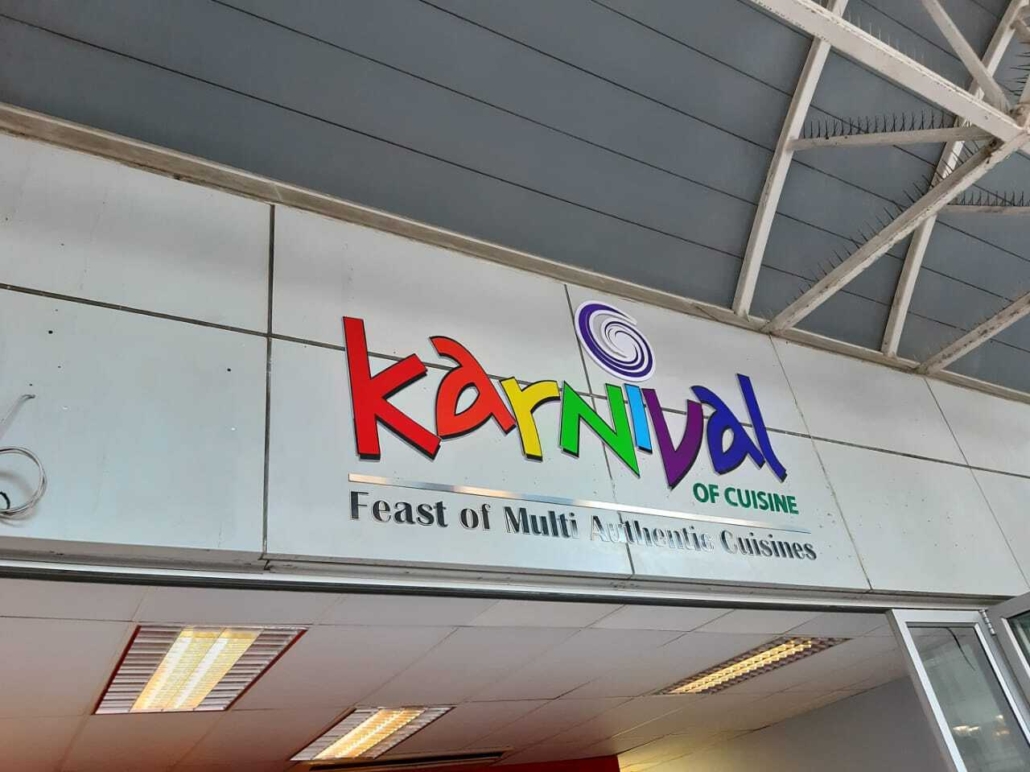 karnival
OF CUISINE
Feast of Multi Authentic Cuisines